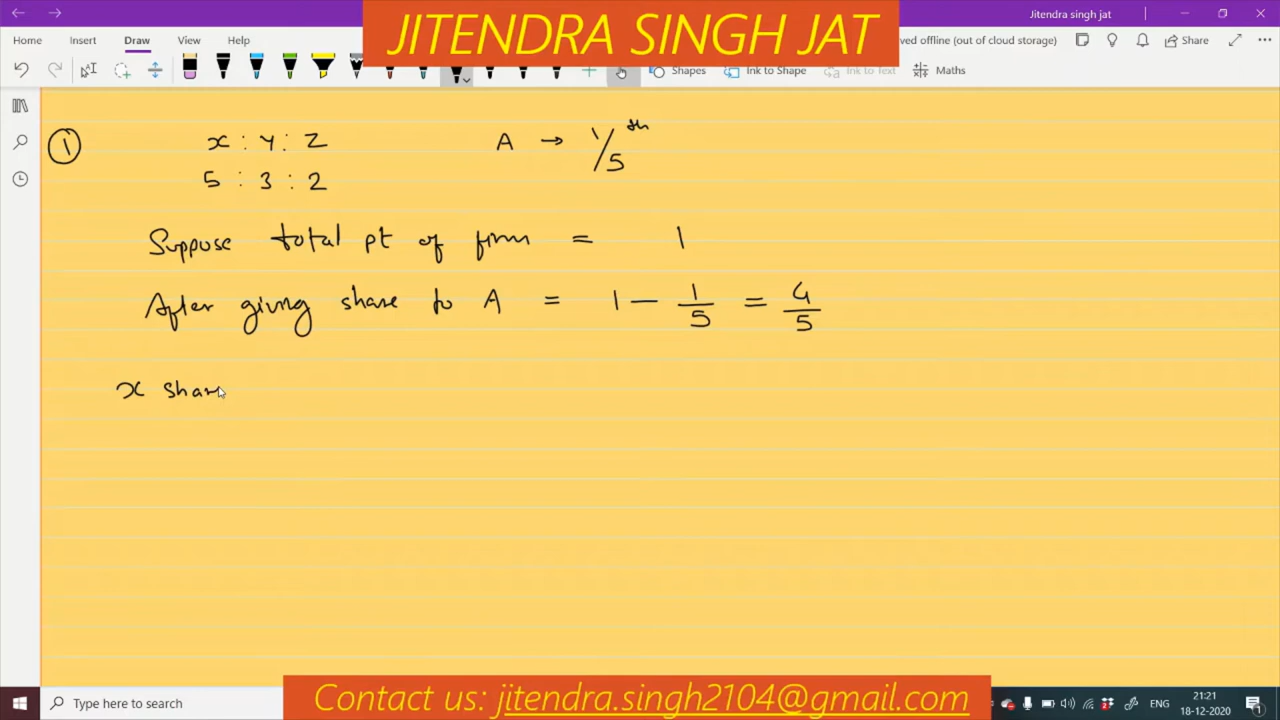 JITENDRA SINGH JAT
Jitendra singh jat
Home Insert Draw View Help
ved offline (out of cloud storage)
Share
Shapes Ink to Shape Ink to Text Maths
1 x : y : z A → 1/5 th
5 : 3 : 2
Suppose total pt of firm = 1
After giving share to A = 1 - 1/5 = 4/5
x shar
Contact us: jitendra.singh2104@gmail.com
Type here to search
ENG
21:21
18-12-2020
1